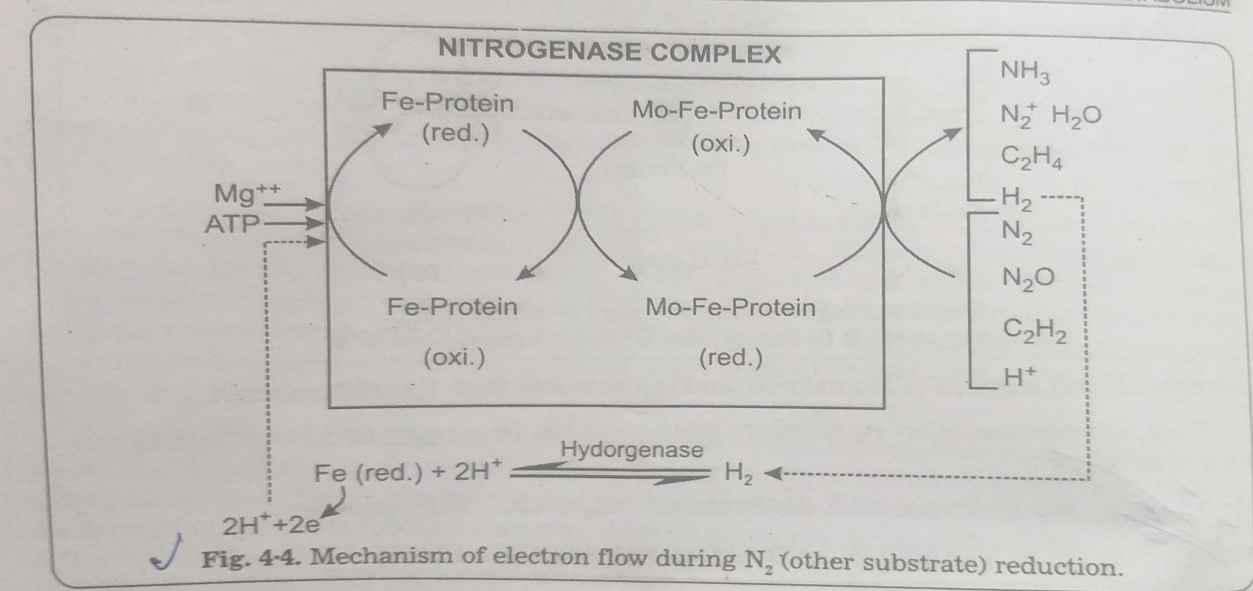 NITROGENASE COMPLEX
Fe-Protein
(red.)
Mo-Fe-Protein
(oxi.)
Mg++
ATP
Fe-Protein
(oxi.)
Mo-Fe-Protein
(red.)
NH₃
N₂⁺ H₂O
C₂H₄
H₂
N₂
N₂O
C₂H₂
H⁺
Hydorgenase
Fe (red.) + 2H⁺ H₂
2H⁺+2e
Fig. 4·4. Mechanism of electron flow during N₂ (other substrate) reduction.